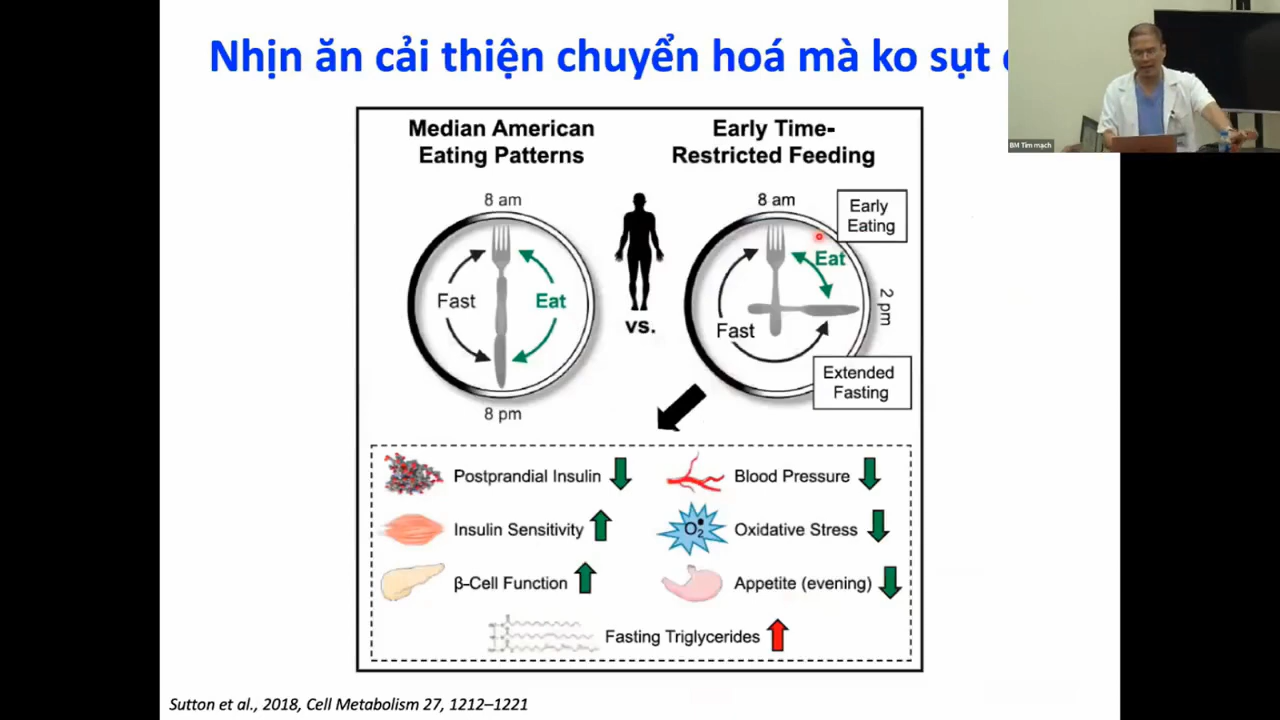 Nhịn ăn cải thiện chuyển hoá mà ko sụt
BM Tim mạch
Median American
Eating Patterns
Early Time-
Restricted Feeding
8 am
Fast
Eat
8 pm
vs.
8 am
Early
Eating
Eat
2 pm
Fast
Extended
Fasting
Postprandial Insulin
Blood Pressure
Insulin Sensitivity
O2
Oxidative Stress
β-Cell Function
Appetite (evening)
Fasting Triglycerides
Sutton et al., 2018, Cell Metabolism 27, 1212–1221